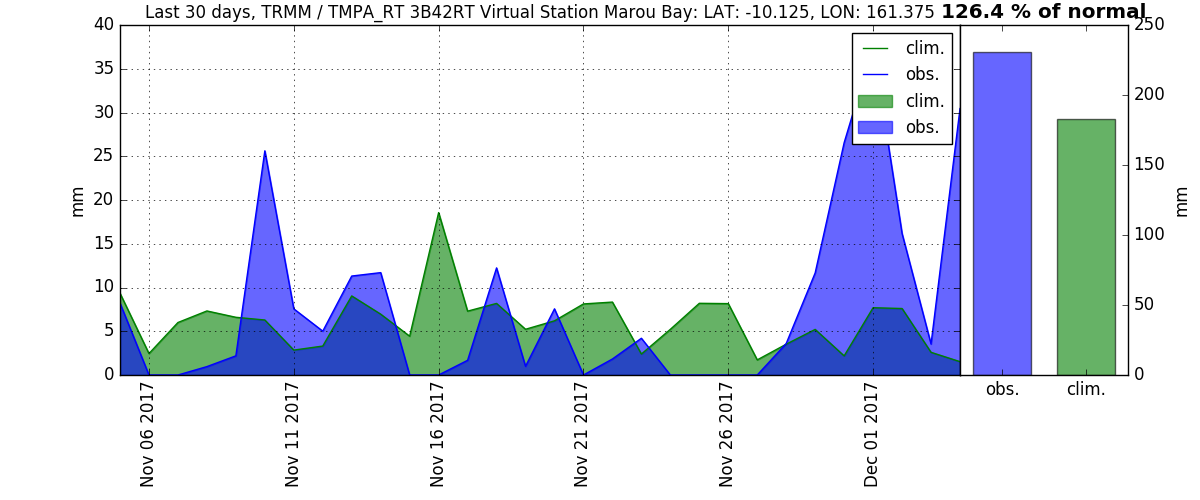 Last 30 days, TRMM / TMPA_RT 3B42RT Virtual Station Marou Bay: LAT: -10.125, LON: 161.375 126.4 % of normal
40
35
30
25
20
15
10
5
0
mm
clim.
obs.
clim.
obs.
250
200
150
100
50
0
mm
obs. clim.
Nov 06 2017
Nov 11 2017
Nov 16 2017
Nov 21 2017
Nov 26 2017
Dec 01 2017